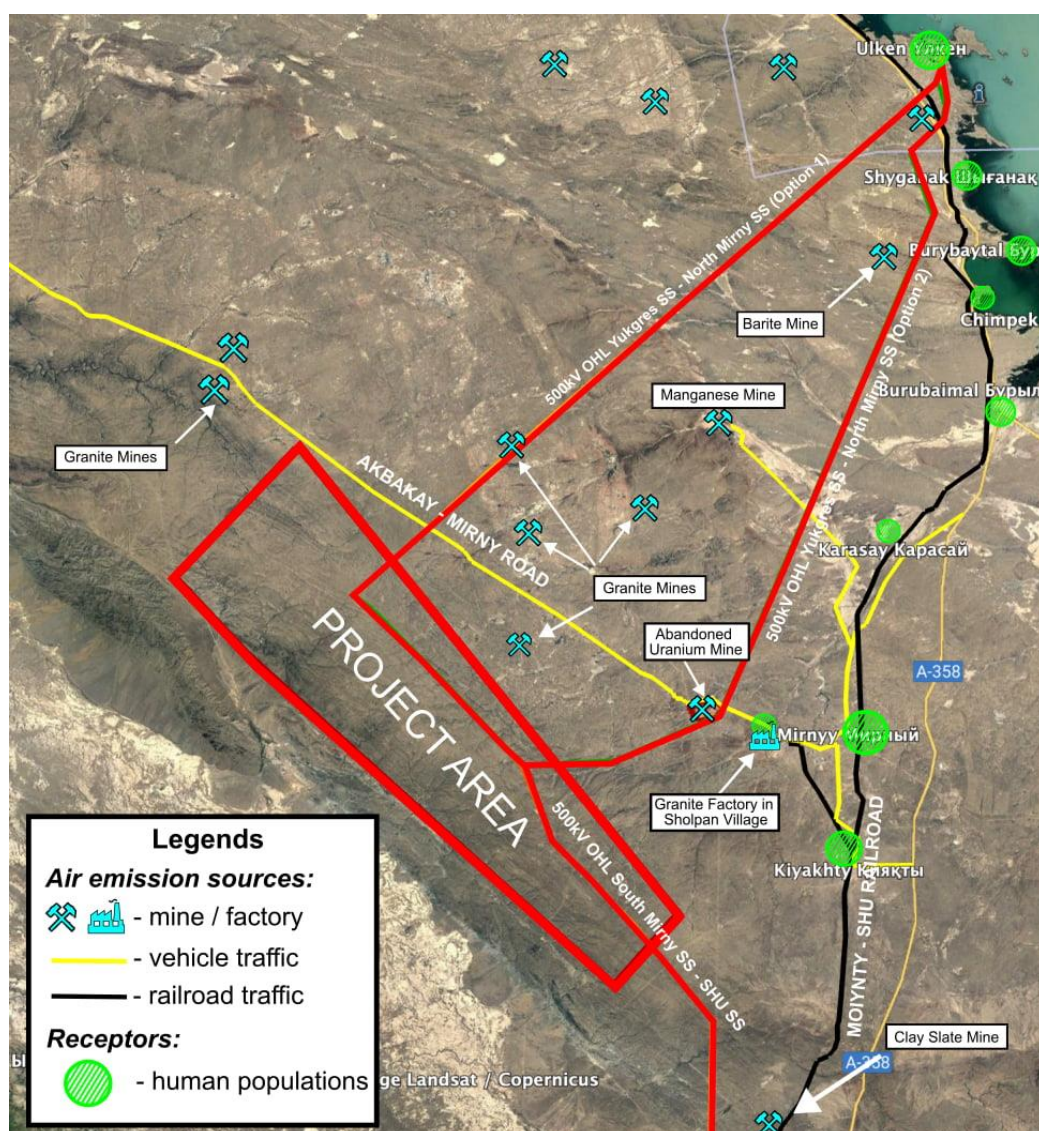 Ulken Үлкен
Shyganak Шығанақ
500kV OHL Yukgres SS - North Mirny SS (Option 1)
Burybaytal Бур
Barite Mine
Chimpek
500kV OHL Yukgres SS - North Mirny SS (Option 2)
Manganese Mine
Burubaimal Бурыл
Granite Mines
AKBAKAY - MIRNY ROAD
Karasay Карасай
Granite Mines
Abandoned
Uranium Mine
A-358
PROJECT AREA
Mirnyy Мирный
Granite Factory in
Sholpan Village
500kV OHL South Mirny SS - SHU SS
Kiyakhty Қияқты
MOIYNTY - SHU RAILROAD
Clay Slate Mine
A-358
Legends
Air emission sources:
- mine / factory
- vehicle traffic
- railroad traffic
Receptors:
- human populations
ge Landsat / Copernicus